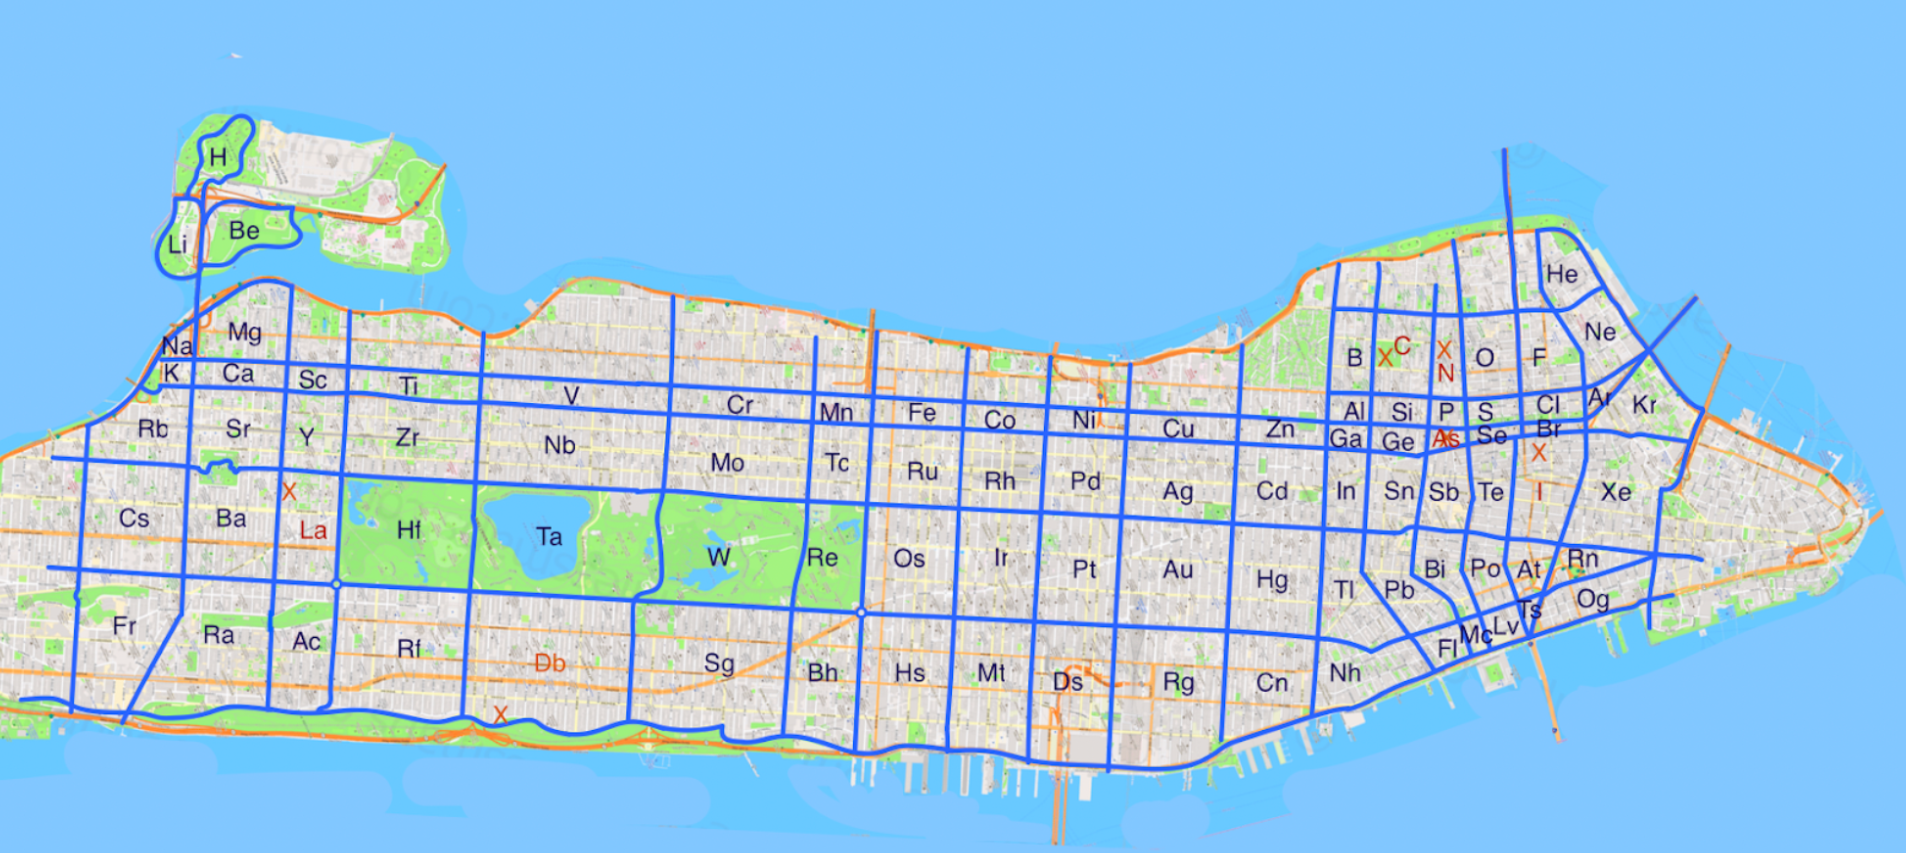 H
Be
Li
He
Mg
Na
Ne
K
Ca
Sc
Ti
V
Cr
Mn
Fe
Co
Ni
Cu
Zn
B
X
C
X
N
O
F
Al
Si
P
S
Cl
Ar
Kr
Rb
Sr
Y
Zr
Nb
Mo
Tc
Ru
Rh
Pd
Ag
Cd
Ga
Ge
As
Se
Br
X
In
Sn
Sb
Te
I
Xe
X
Cs
Ba
La
Hf
Ta
W
Re
Os
Ir
Pt
Au
Hg
Tl
Pb
Bi
Po
At
Rn
Fr
Ra
Ac
Rf
Db
X
Sg
Bh
Hs
Mt
Ds
Rg
Cn
Nh
Fl
Mc
Lv
Ts
Og